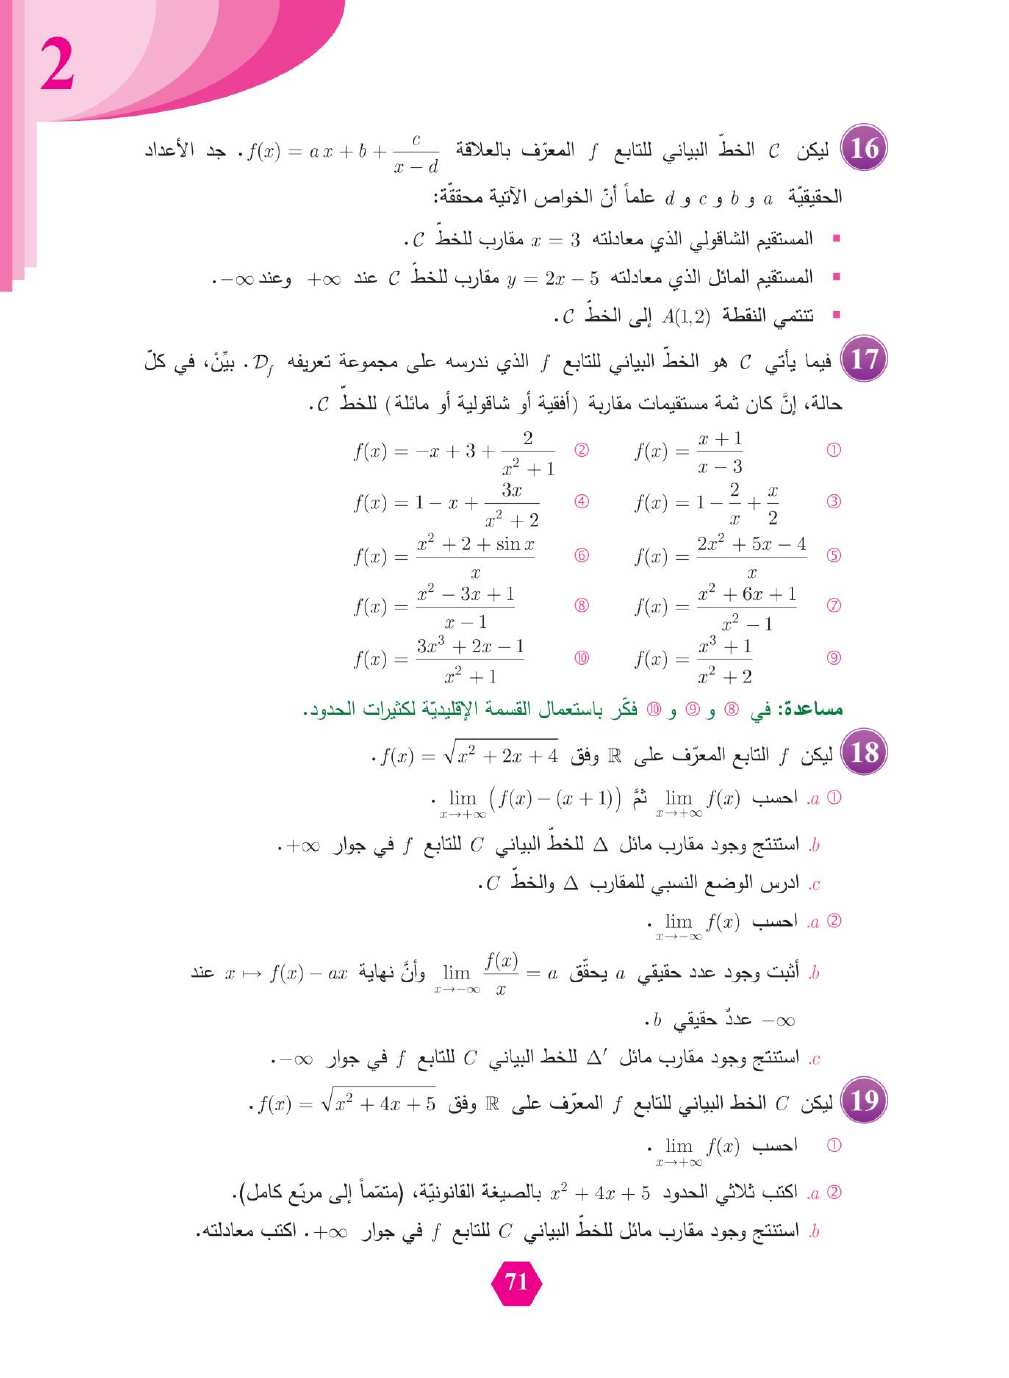 2
16 ليكن C الخطّ البياني للتابع f المعرّف بالعلاقة f(x) = ax + b + c/(x − d). جد الأعداد
الحقيقيّة a و b و c و d علماً أنّ الخواص الآتية محققّة:
▪ المستقيم الشاقولي الذي معادلته x = 3 مقارب للخطّ C.
▪ المستقيم المائل الذي معادلته y = 2x − 5 مقارب للخطّ C عند +∞ وعند −∞.
▪ تنتمي النقطة A(1,2) إلى الخطّ C.
17 فيما يأتي C هو الخطّ البياني للتابع f الذي ندرسه على مجموعة تعريفه D_f. بيِّنْ، في كلّ
حالة، إنَّ كان ثمة مستقيمات مقاربة (أفقية أو شاقولية أو مائلة) للخطّ C.
① f(x) = (x + 1)/(x − 3) ② f(x) = −x + 3 + 2/(x² + 1)
③ f(x) = 1 − 2/x + x/2 ④ f(x) = 1 − x + 3x/(x² + 2)
⑤ f(x) = (2x² + 5x − 4)/x ⑥ f(x) = (x² + 2 + sin x)/x
⑦ f(x) = (x² + 6x + 1)/(x² − 1) ⑧ f(x) = (x² − 3x + 1)/(x − 1)
⑨ f(x) = (x³ + 1)/(x² + 2) ⑩ f(x) = (3x³ + 2x − 1)/(x² + 1)
مساعدة: في ⑧ و ⑨ و ⑩ فكّر باستعمال القسمة الإقليديّة لكثيرات الحدود.
18 ليكن f التابع المعرّف على ℝ وفق f(x) = √(x² + 2x + 4).
① a. احسب lim_{x→+∞} f(x) ثمَّ lim_{x→+∞} (f(x) − (x + 1)).
b. استنتج وجود مقارب مائل Δ للخطّ البياني C للتابع f في جوار +∞.
c. ادرس الوضع النسبي للمقارب Δ والخطّ C.
② a. احسب lim_{x→−∞} f(x).
b. أثبت وجود عدد حقيقي a يحقّق lim_{x→−∞} f(x)/x = a وأنَّ نهاية x ↦ f(x) − ax عند
−∞ عددٌ حقيقي b.
c. استنتج وجود مقارب مائل Δ′ للخط البياني C للتابع f في جوار −∞.
19 ليكن C الخط البياني للتابع f المعرّف على ℝ وفق f(x) = √(x² + 4x + 5).
① احسب lim_{x→+∞} f(x).
② a. اكتب ثلاثي الحدود x² + 4x + 5 بالصيغة القانونيّة، (متمّماً إلى مربّع كامل).
b. استنتج وجود مقارب مائل للخطّ البياني C للتابع f في جوار +∞. اكتب معادلته.
71